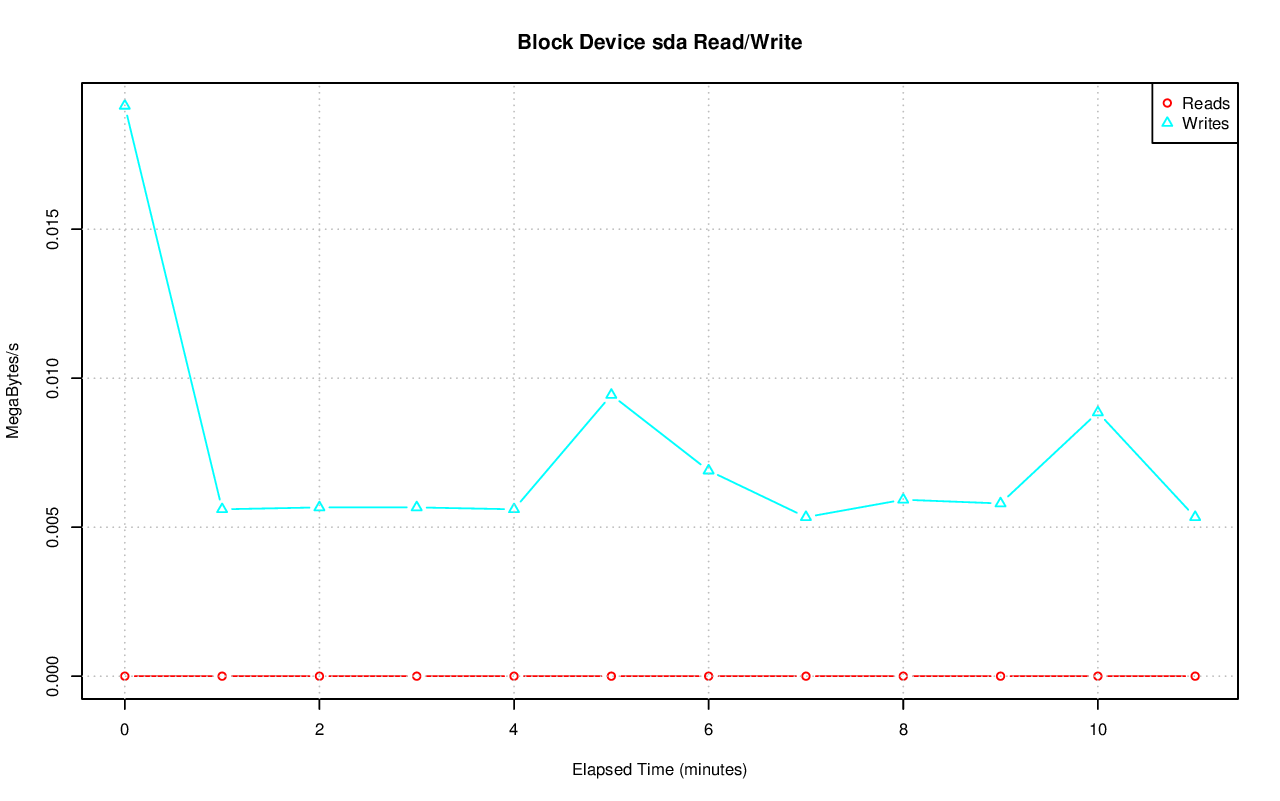 Block Device sda Read/Write
Reads
Writes
MegaBytes/s
0.015
0.010
0.005
0.000
0 2 4 6 8 10
Elapsed Time (minutes)